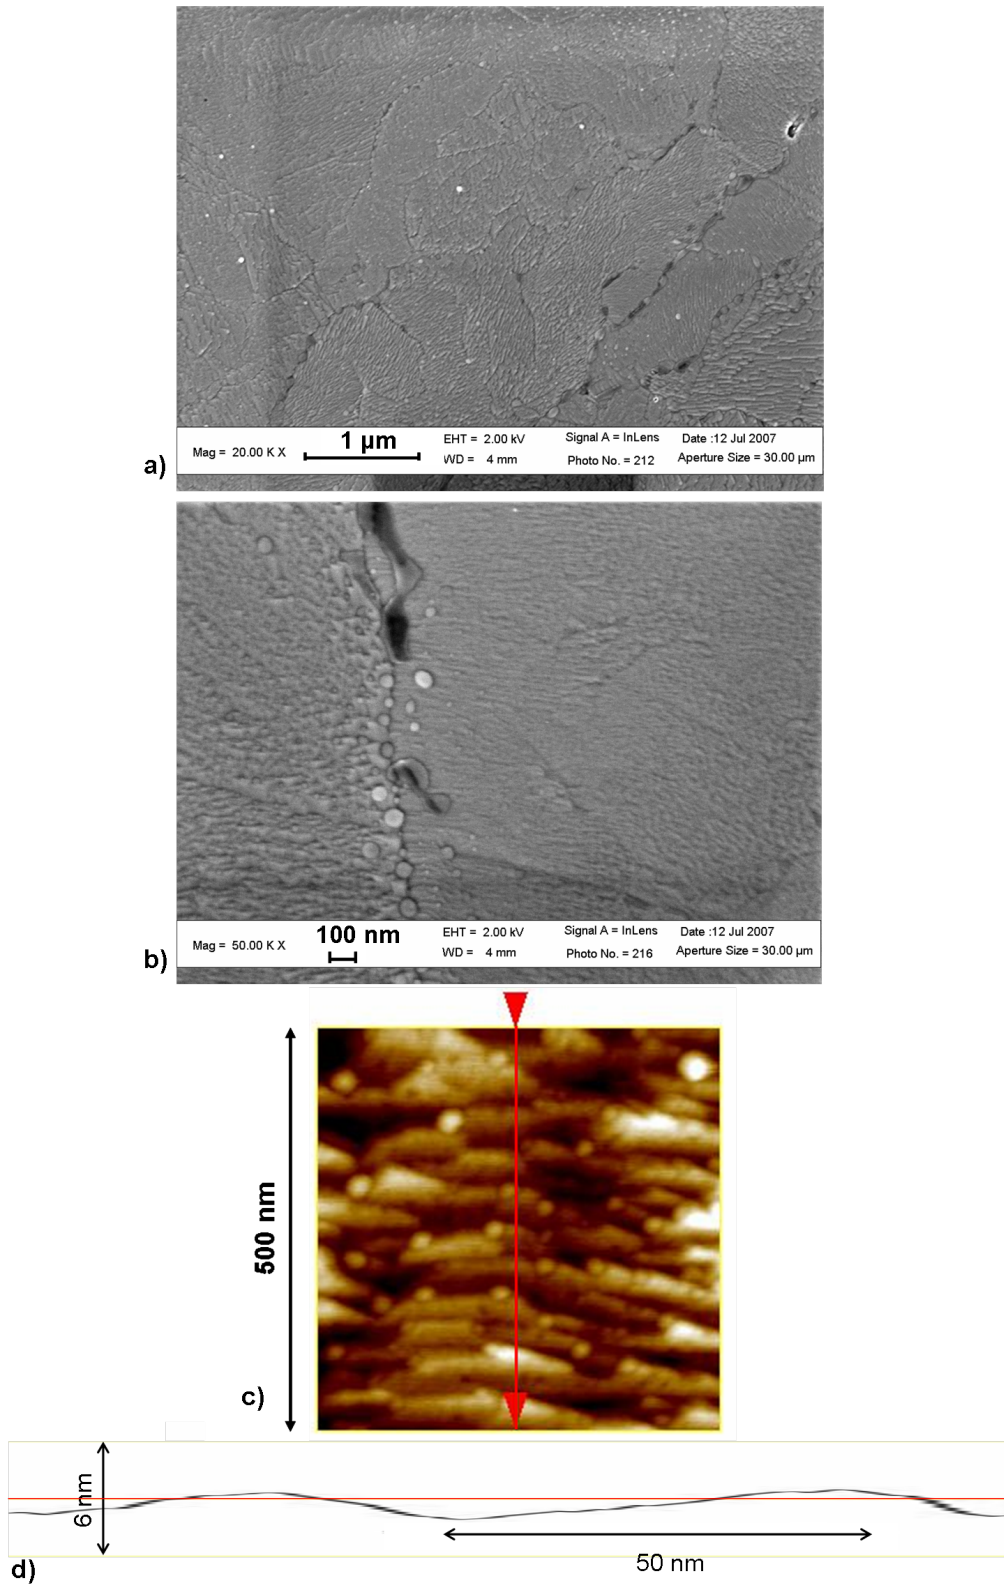 1 µm
Mag = 20.00 K X
EHT = 2.00 kV
WD = 4 mm
Signal A = InLens
Photo No. = 212
Date :12 Jul 2007
Aperture Size = 30.00 µm
a)
100 nm
Mag = 50.00 K X
EHT = 2.00 kV
WD = 4 mm
Signal A = InLens
Photo No. = 216
Date :12 Jul 2007
Aperture Size = 30.00 µm
b)
500 nm
c)
6 nm
50 nm
d)